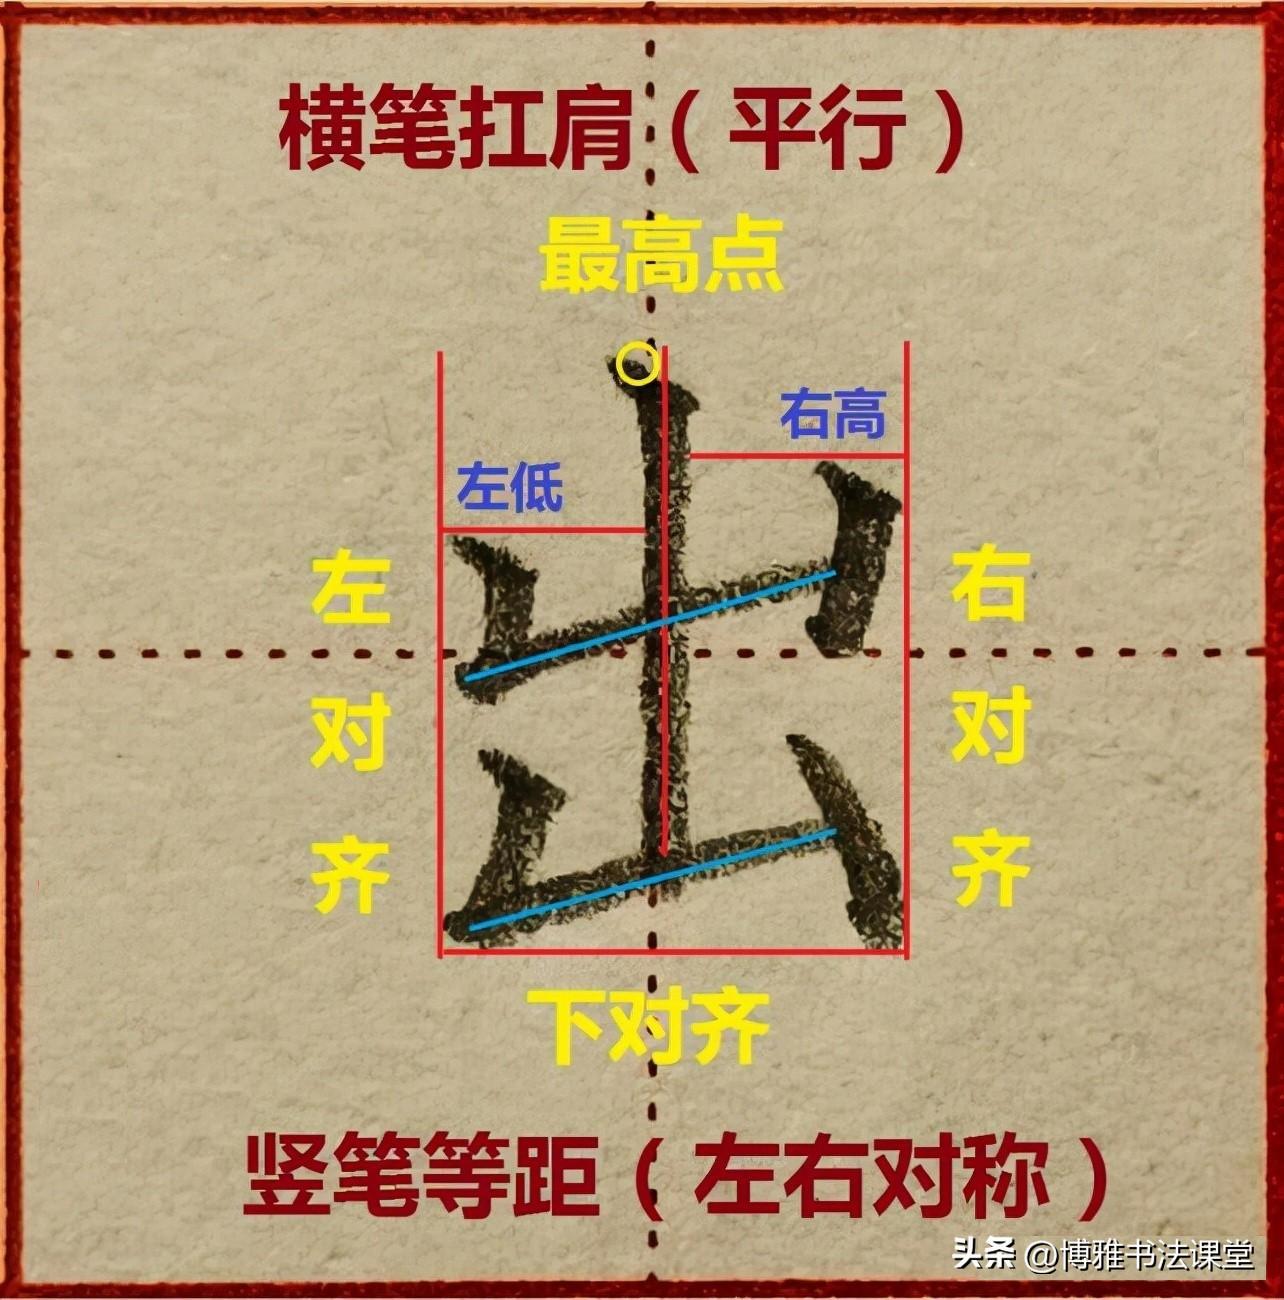 横笔扛肩（平行）
最高点
右高
左低
左对齐
出
右对齐
下对齐
竖笔等距（左右对称）
头条 @博雅书法课堂